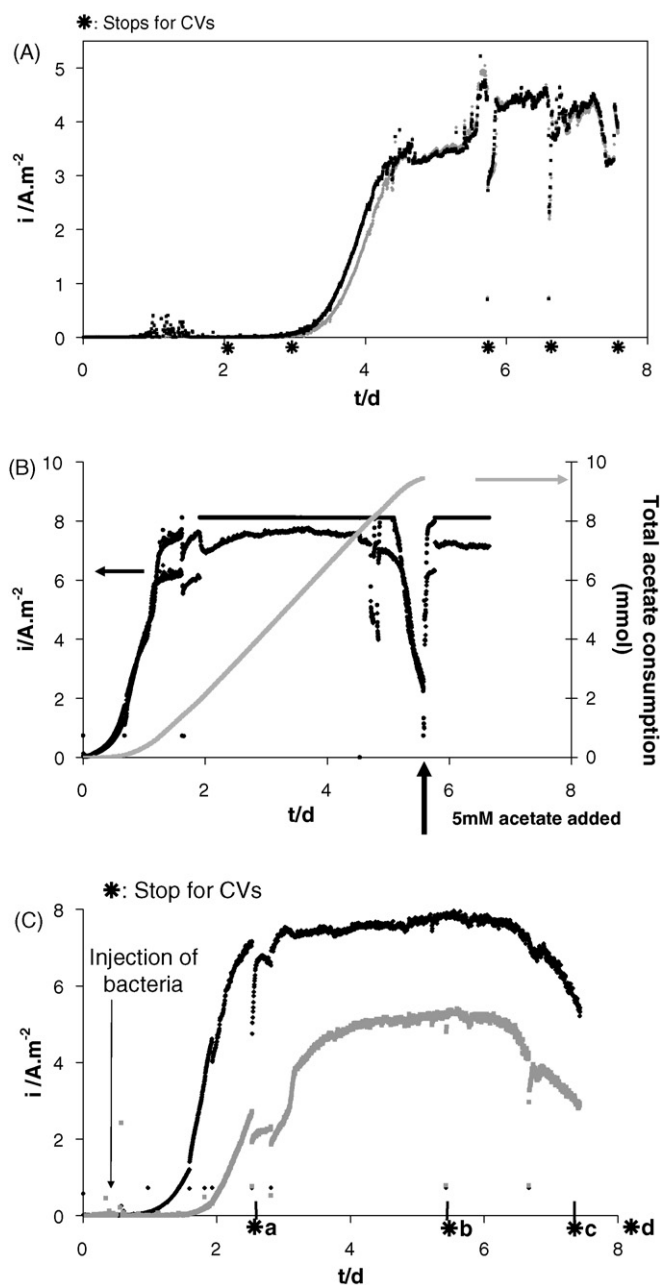 ✱: Stops for CVs
(A)
5
4
3
2
1
0
i /A.m-2
0 2 4 6 8
✱ ✱ ✱ ✱ ✱
t/d
(B)
10
8
6
4
2
0
i/A.m-2
10
8
6
4
2
0
Total acetate consumption
(mmol)
0 2 4 6 8
t/d
5mM acetate added
✱: Stop for CVs
(C)
8
6
4
2
0
i /A.m-2
Injection of
bacteria
✱a ✱b ✱c ✱d
0 2 4 6 8
t/d